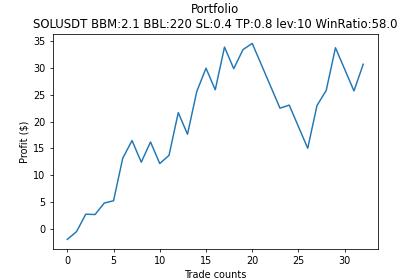 Portfolio
SOLUSDT BBM:2.1 BBL:220 SL:0.4 TP:0.8 lev:10 WinRatio:58.0
35
30
25
20
15
10
5
0
Profit ($)
0 5 10 15 20 25 30
Trade counts